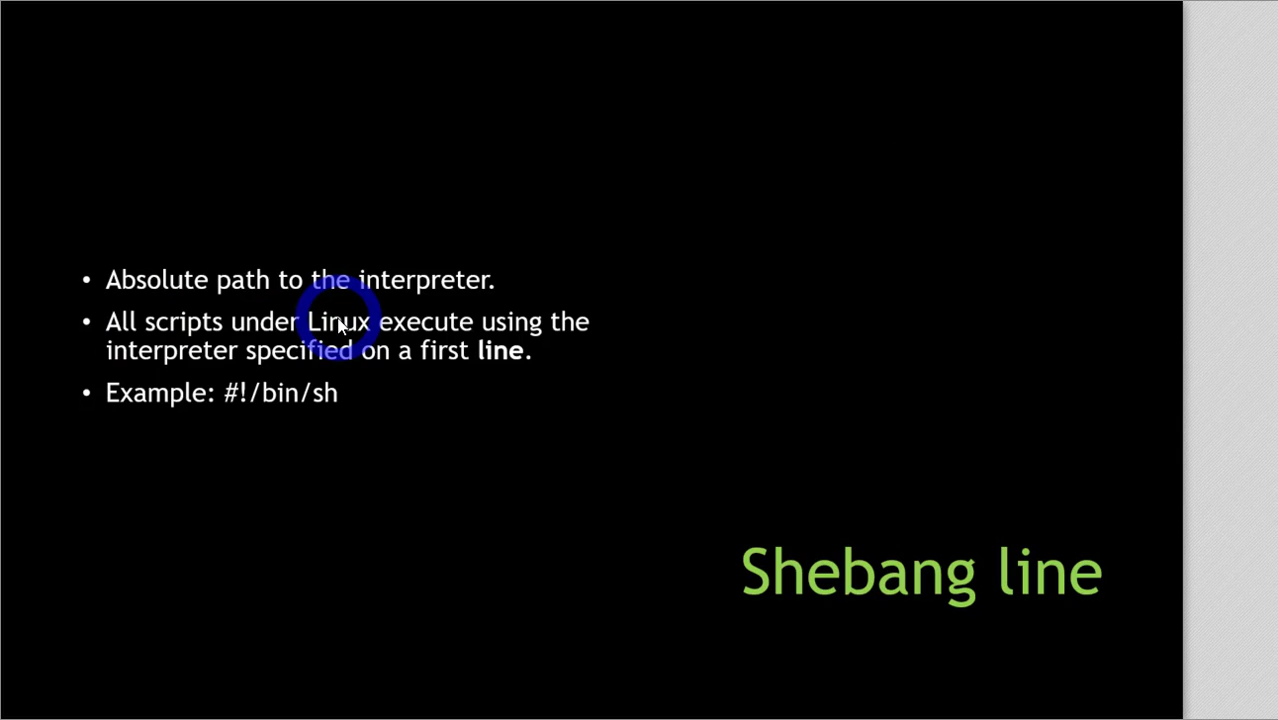 • Absolute path to the interpreter.
• All scripts under Linux execute using the
interpreter specified on a first line.
• Example: #!/bin/sh
Shebang line